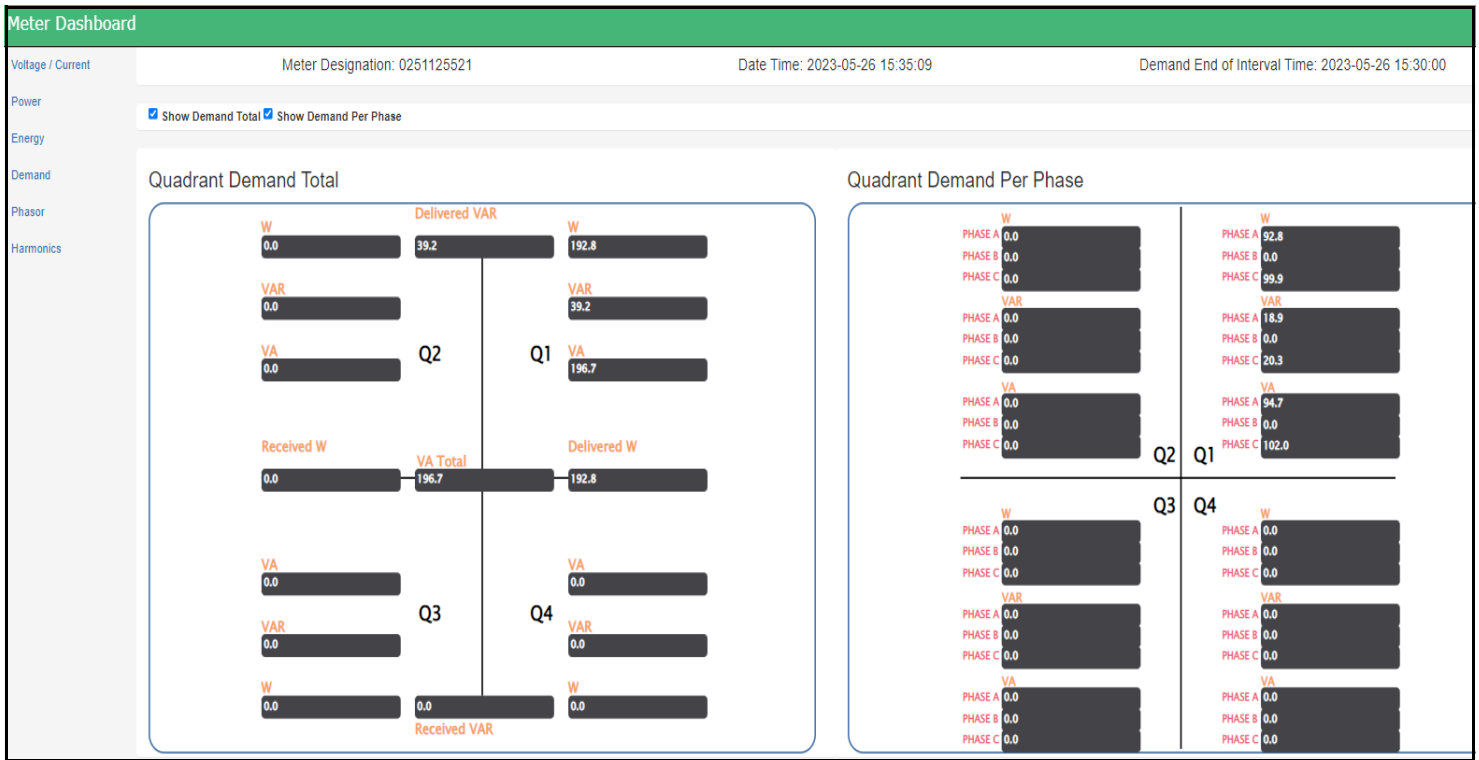 Meter Dashboard
Voltage / Current
Power
Energy
Demand
Phasor
Harmonics
Meter Designation: 0251125521 Date Time: 2023-05-26 15:35:09 Demand End of Interval Time: 2023-05-26 15:30:00
Show Demand Total Show Demand Per Phase
Quadrant Demand Total
W Delivered VAR W
0.0 39.2 192.8
VAR VAR
0.0 39.2
Q2 Q1
VA VA
0.0 196.7
Received W VA Total Delivered W
0.0 196.7 192.8
VA VA
0.0 0.0
Q3 Q4
VAR VAR
0.0 0.0
W W
0.0 0.0 0.0
Received VAR
Quadrant Demand Per Phase
W W
PHASE A 0.0 PHASE A 92.8
PHASE B 0.0 PHASE B 0.0
PHASE C 0.0 PHASE C 99.9
VAR VAR
PHASE A 0.0 PHASE A 18.9
PHASE B 0.0 PHASE B 0.0
PHASE C 0.0 PHASE C 20.3
VA VA
PHASE A 0.0 PHASE A 94.7
PHASE B 0.0 PHASE B 0.0
PHASE C 0.0 PHASE C 102.0
Q2 Q1
Q3 Q4
W W
PHASE A 0.0 PHASE A 0.0
PHASE B 0.0 PHASE B 0.0
PHASE C 0.0 PHASE C 0.0
VAR VAR
PHASE A 0.0 PHASE A 0.0
PHASE B 0.0 PHASE B 0.0
PHASE C 0.0 PHASE C 0.0
VA VA
PHASE A 0.0 PHASE A 0.0
PHASE B 0.0 PHASE B 0.0
PHASE C 0.0 PHASE C 0.0